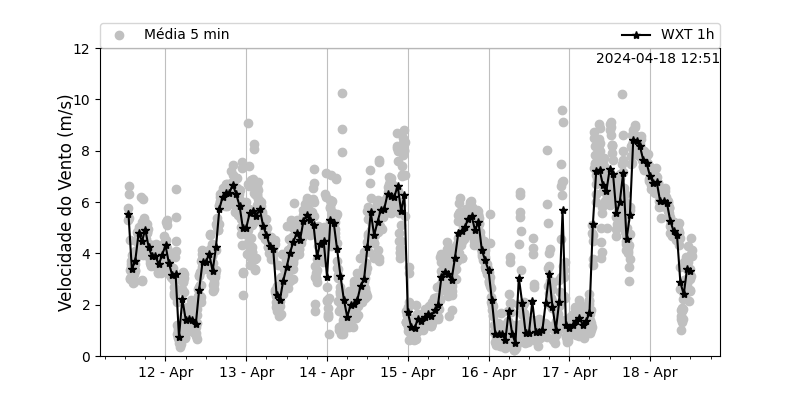 Média 5 min
WXT 1h
2024-04-18 12:51
Velocidade do Vento (m/s)
12
10
8
6
4
2
0
12 - Apr
13 - Apr
14 - Apr
15 - Apr
16 - Apr
17 - Apr
18 - Apr